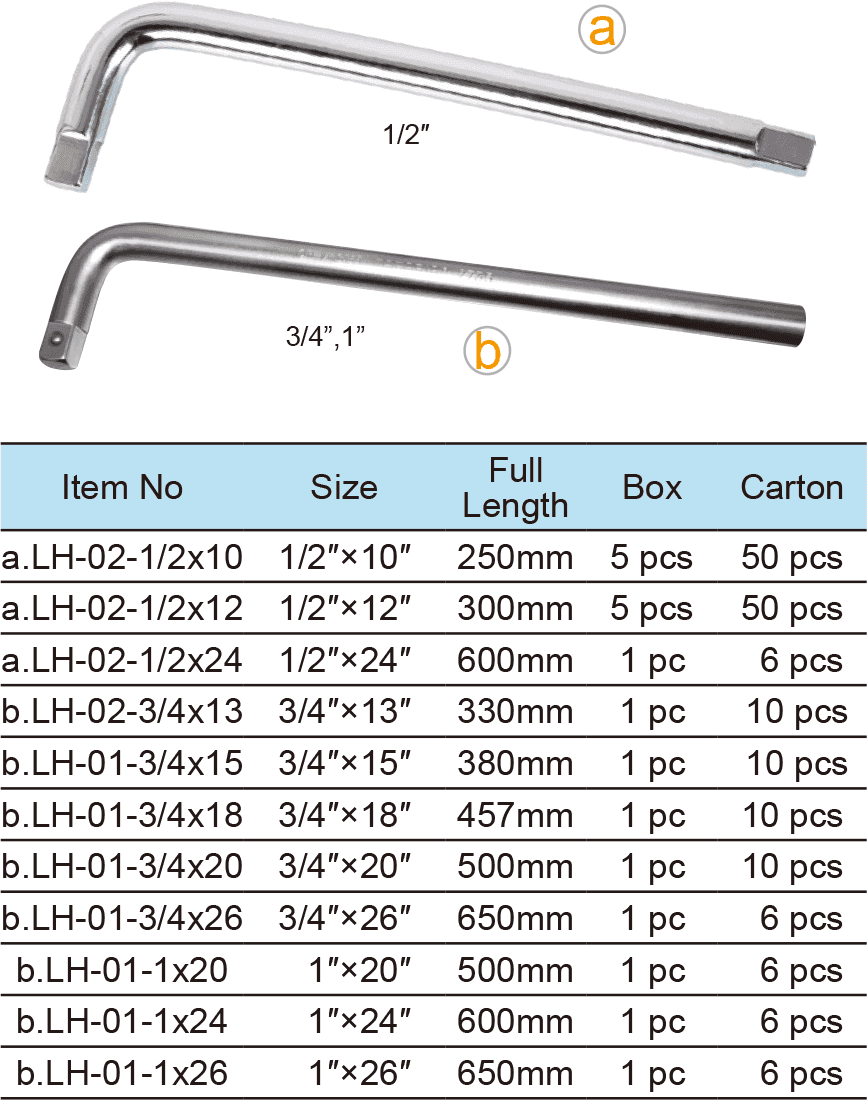 a
1/2″
3/4”,1”
b
Item No Size Full Length Box Carton
a.LH-02-1/2x10 1/2″×10″ 250mm 5 pcs 50 pcs
a.LH-02-1/2x12 1/2″×12″ 300mm 5 pcs 50 pcs
a.LH-02-1/2x24 1/2″×24″ 600mm 1 pc 6 pcs
b.LH-02-3/4x13 3/4″×13″ 330mm 1 pc 10 pcs
b.LH-01-3/4x15 3/4″×15″ 380mm 1 pc 10 pcs
b.LH-01-3/4x18 3/4″×18″ 457mm 1 pc 10 pcs
b.LH-01-3/4x20 3/4″×20″ 500mm 1 pc 10 pcs
b.LH-01-3/4x26 3/4″×26″ 650mm 1 pc 6 pcs
b.LH-01-1x20 1″×20″ 500mm 1 pc 6 pcs
b.LH-01-1x24 1″×24″ 600mm 1 pc 6 pcs
b.LH-01-1x26 1″×26″ 650mm 1 pc 6 pcs